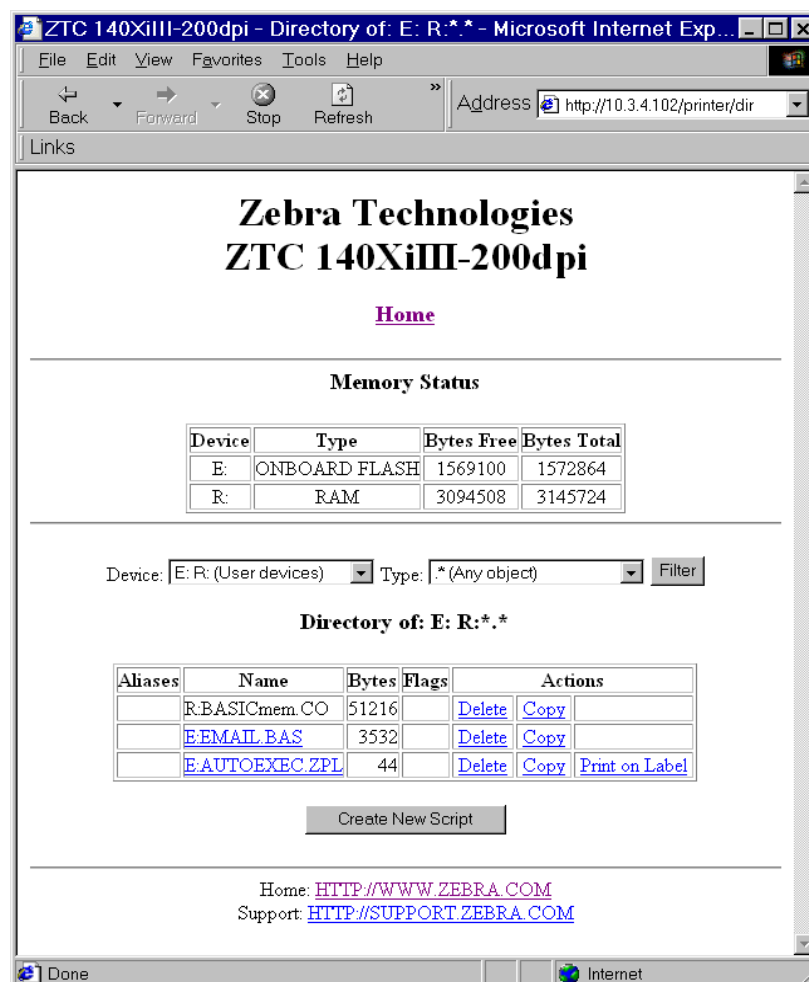 ZTC 140XiIII-200dpi - Directory of: E: R:*.* - Microsoft Internet Exp...
File Edit View Favorites Tools Help
Back Forward Stop Refresh » Address http://10.3.4.102/printer/dir
Links
Zebra Technologies
ZTC 140XiIII-200dpi
Home
Memory Status
Device Type Bytes Free Bytes Total
E: ONBOARD FLASH 1569100 1572864
R: RAM 3094508 3145724
Device: E: R: (User devices) Type: .* (Any object) Filter
Directory of: E: R:*.*
Aliases Name Bytes Flags Actions
R:BASICmem.CO 51216 Delete Copy
E:EMAIL.BAS 3532 Delete Copy
E:AUTOEXEC.ZPL 44 Delete Copy Print on Label
Create New Script
Home: HTTP://WWW.ZEBRA.COM
Support: HTTP://SUPPORT.ZEBRA.COM
Done Internet